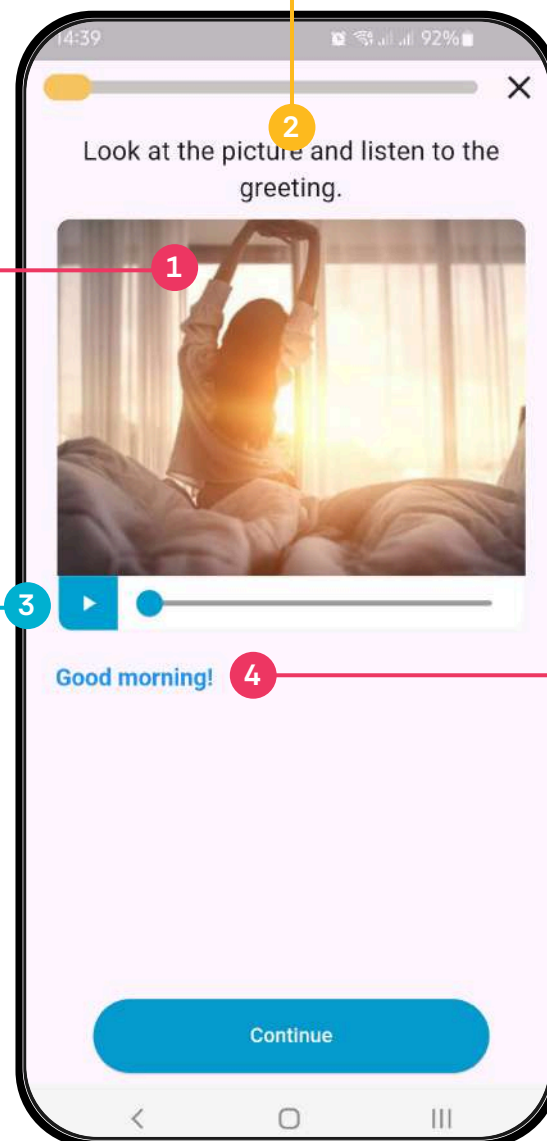 14:39
92%
2
Look at the picture and listen to the
greeting.
1
3
Good morning!
4
Continue